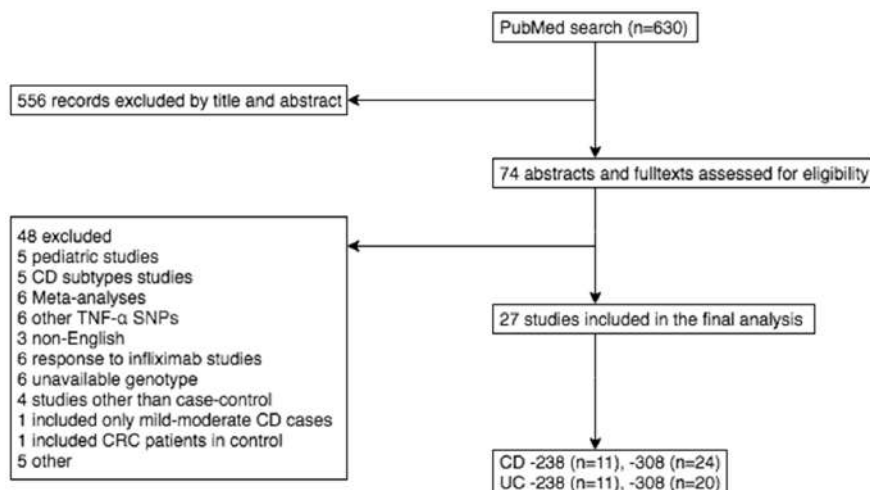 PubMed search (n=630)
556 records excluded by title and abstract
74 abstracts and fulltexts assessed for eligibility
48 excluded
5 pediatric studies
5 CD subtypes studies
6 Meta-analyses
6 other TNF-α SNPs
3 non-English
6 response to infliximab studies
6 unavailable genotype
4 studies other than case-control
1 included only mild-moderate CD cases
1 included CRC patients in control
5 other
27 studies included in the final analysis
CD -238 (n=11), -308 (n=24)
UC -238 (n=11), -308 (n=20)